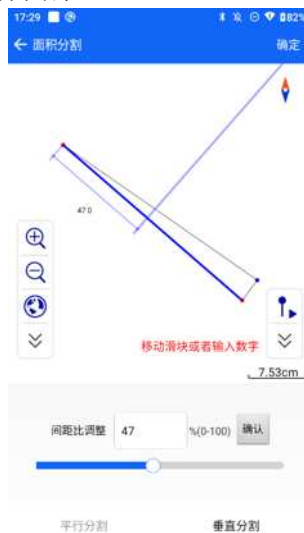 17:29 82%
面积分割 确定
47.0
移动滑块或者输入数字
7.53cm
间距比调整 47 %(0-100) 确认
平行分割 垂直分割